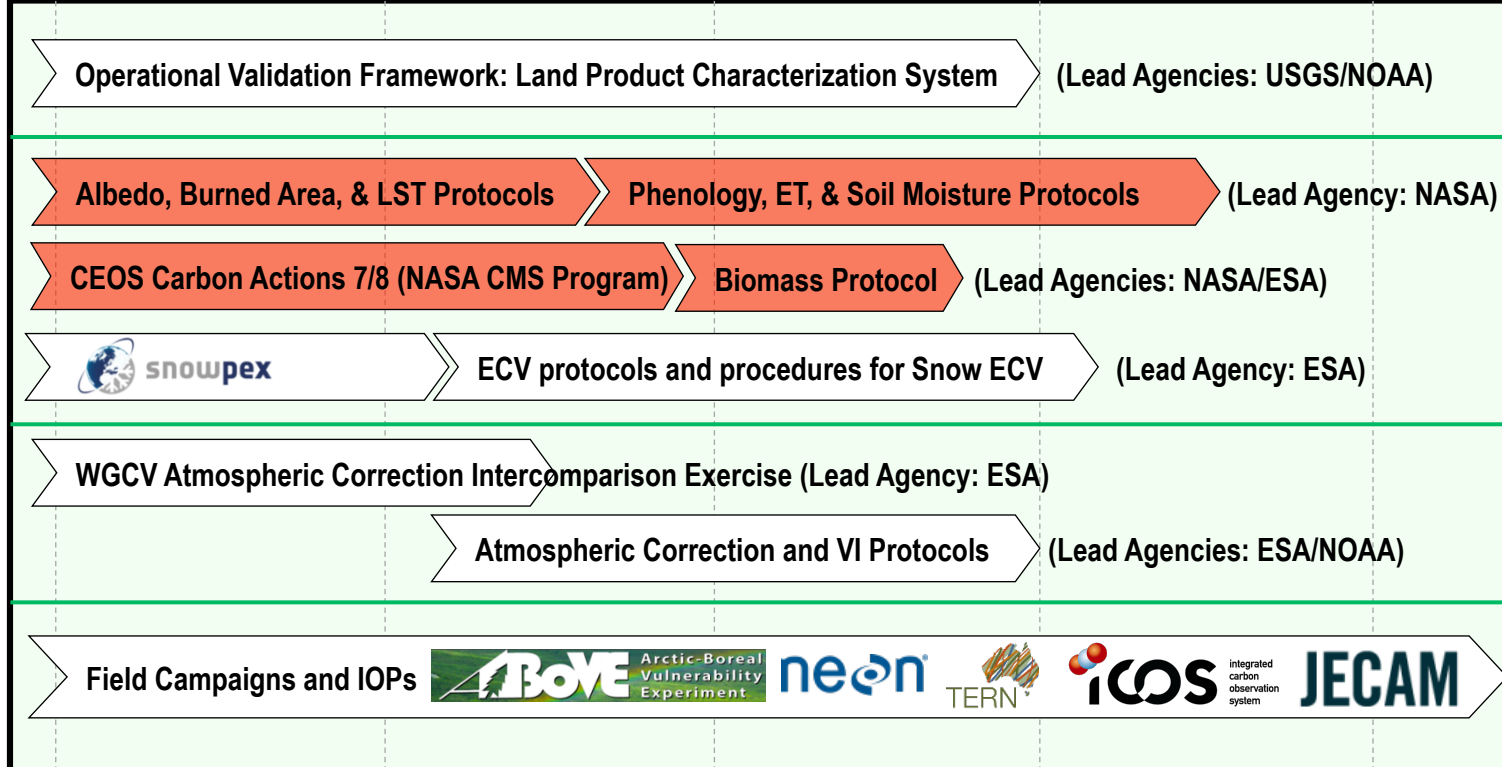 Operational Validation Framework: Land Product Characterization System (Lead Agencies: USGS/NOAA)
Albedo, Burned Area, & LST Protocols Phenology, ET, & Soil Moisture Protocols (Lead Agency: NASA)
CEOS Carbon Actions 7/8 (NASA CMS Program) Biomass Protocol (Lead Agencies: NASA/ESA)
snowpex ECV protocols and procedures for Snow ECV (Lead Agency: ESA)
WGCV Atmospheric Correction Intercomparison Exercise (Lead Agency: ESA)
Atmospheric Correction and VI Protocols (Lead Agencies: ESA/NOAA)
Field Campaigns and IOPs
ABoVE
Arctic-Boreal
Vulnerability
Experiment
neon®
TERN
ICOS
integrated
carbon
observation
system
JECAM